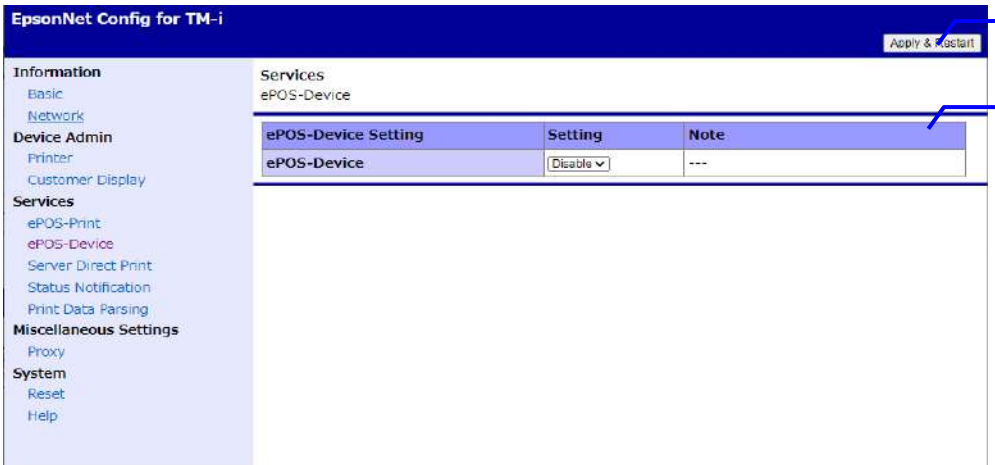 EpsonNet Config for TM-i
Apply & Restart
Information
Basic
Network
Device Admin
Printer
Customer Display
Services
ePOS-Print
ePOS-Device
Server Direct Print
Status Notification
Print Data Parsing
Miscellaneous Settings
Proxy
System
Reset
Help
Services
ePOS-Device
ePOS-Device Setting Setting Note
ePOS-Device Disable ---